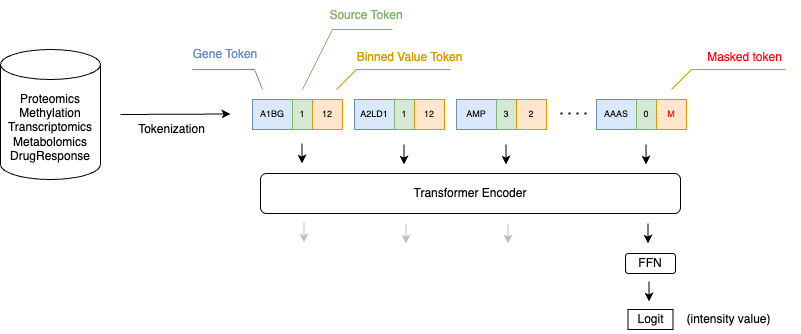 Source Token
Gene Token
Binned Value Token
Masked token
Proteomics
Methylation
Transcriptomics
Metabolomics
DrugResponse
Tokenization
A1BG 1 12
A2LD1 1 12
AMP 3 2
....
AAAS 0 M
Transformer Encoder
FFN
Logit (intensity value)